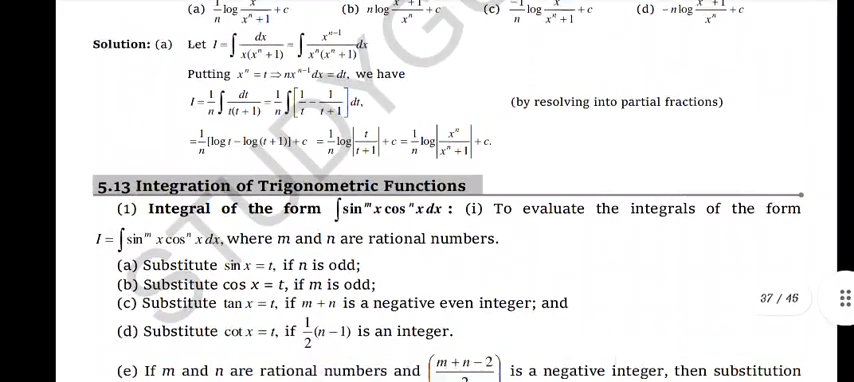 (a) 1/n log x^n/(x^n + 1) + c (b) n log (x^n + 1)/x^n + c (c) -1/n log x^n/(x^n + 1) + c (d) – n log (x^n + 1)/x^n + c
Solution: (a) Let I = ∫ dx/(x(x^n + 1)) = ∫ x^(n–1)/(x^n(x^n + 1)) dx
Putting x^n = t ⇒ nx^(n–1) dx = dt, we have
I = 1/n ∫ dt/(t(t + 1)) = 1/n ∫ [1/t – 1/(t + 1)] dt, (by resolving into partial fractions)
= 1/n [log t – log (t + 1)] + c = 1/n log |t/(t + 1)| + c = 1/n log |x^n/(x^n + 1)| + c.
5.13 Integration of Trigonometric Functions
(1) Integral of the form ∫ sin^m x cos^n x dx : (i) To evaluate the integrals of the form
I = ∫ sin^m x cos^n x dx, where m and n are rational numbers.
(a) Substitute sin x = t, if n is odd;
(b) Substitute cos x = t, if m is odd;
(c) Substitute tan x = t, if m + n is a negative even integer; and
37 / 46
(d) Substitute cot x = t, if 1/2 (n – 1) is an integer.
(e) If m and n are rational numbers and ((m + n – 2)/2) is a negative integer, then substitution